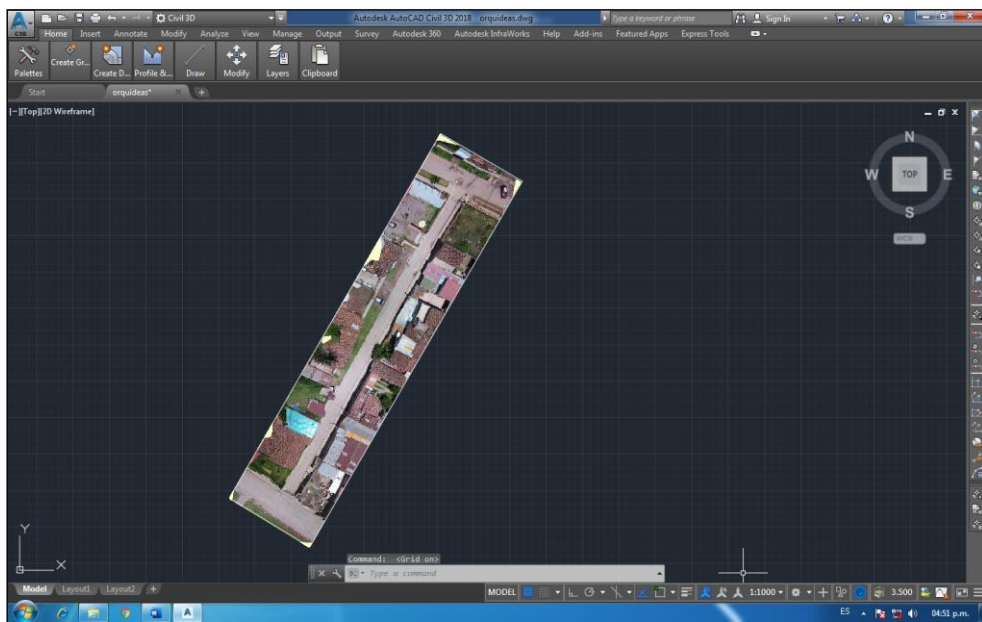 Civil 3D Autodesk AutoCAD Civil 3D 2018 orquideas.dwg Type a keyword or phrase Sign In
C3D Home Insert Annotate Modify Analyze View Manage Output Survey Autodesk 360 Autodesk InfraWorks Help Add-ins Featured Apps Express Tools
Palettes Create Gr... Create D... Profile &... Draw Modify Layers Clipboard
Start orquideas*
[−][Top][2D Wireframe]
N
W TOP E
S
WCS
Y
X
Command: <Grid on>
Type a command
Model Layout1 Layout2 MODEL 1:1000 3.500
ES 04:51 p.m.